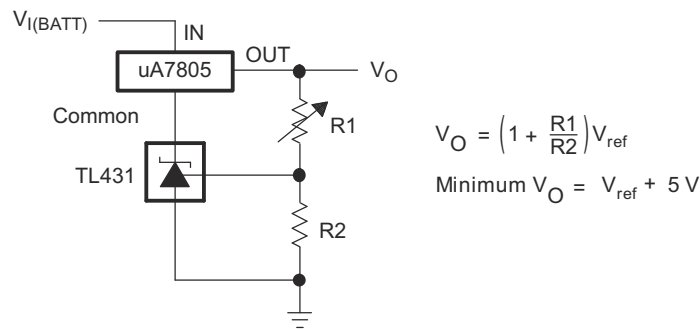 V_I(BATT)
IN
uA7805
OUT
V_O
Common
R1
TL431
R2
V_O = (1 + R1/R2) V_ref
Minimum V_O = V_ref + 5 V